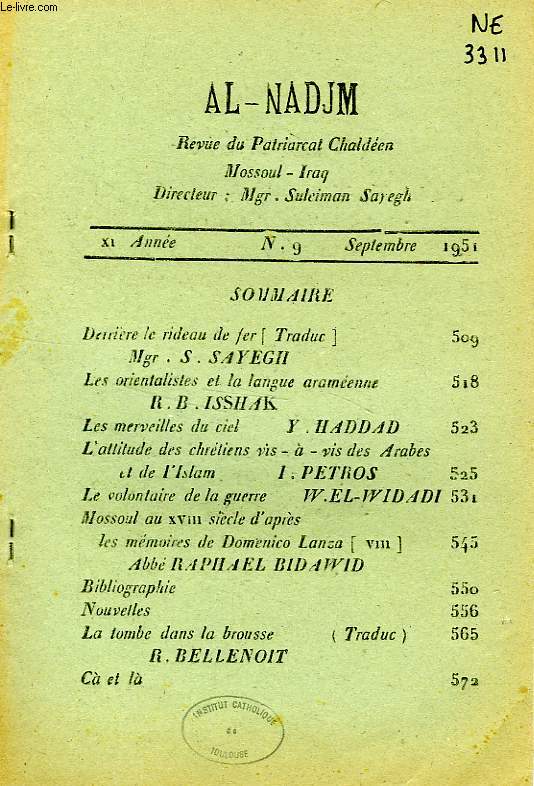 Le-livre.com
NE
3311
AL-NADJM
Revue du Patriarcat Chaldéen
Mossoul - Iraq
Directeur : Mgr. Suleiman Sayegh
XI Année N. 9 Septembre 1951
SOMMAIRE
Derrière le rideau de fer [ Traduc ] 509
Mgr. S. SAYEGH
Les orientalistes et la langue araméenne 518
R. B. ISSHAK
Les merveilles du ciel Y. HADDAD 523
L'attitude des chrétiens vis-à-vis des Arabes
et de l'Islam I. PETROS 525
Le volontaire de la guerre W.EL-WIDADI 531
Mossoul au XVIII siècle d'après
les mémoires de Domenico Lanza [ VIII ] 545
Abbé RAPHAEL BIDAWID
Bibliographie 550
Nouvelles 556
La tombe dans la brousse ( Traduc ) 565
R. BELLENOIT
Cà et là 572
INSTITUT CATHOLIQUE
de
TOULOUSE